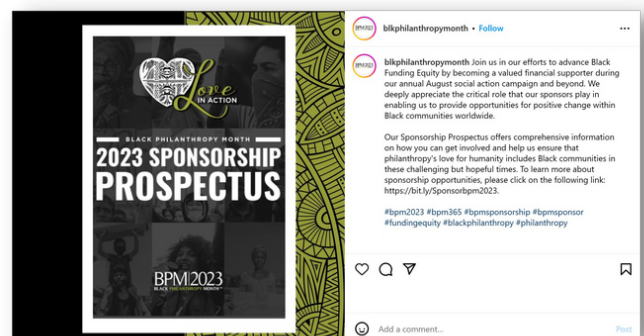 Love
IN ACTION
BLACK PHILANTHROPY MONTH
2023 SPONSORSHIP
PROSPECTUS
BPM|2023
BLACK PHILANTHROPY MONTH
blkphilanthropymonth • Follow
blkphilanthropymonth Join us in our efforts to advance Black
Funding Equity by becoming a valued financial supporter during
our annual August social action campaign and beyond. We
deeply appreciate the critical role that our sponsors play in
enabling us to provide opportunities for positive change within
Black communities worldwide.
Our Sponsorship Prospectus offers comprehensive information
on how you can get involved and help us ensure that
philanthropy's love for humanity includes Black communities in
these challenging but hopeful times. To learn more about
sponsorship opportunities, please click on the following link:
https://bit.ly/Sponsorbpm2023.
#bpm2023 #bpm365 #bpmsponsorship #bpmsponsor
#fundingequity #blackphilanthropy #philanthropy
Add a comment...
Post